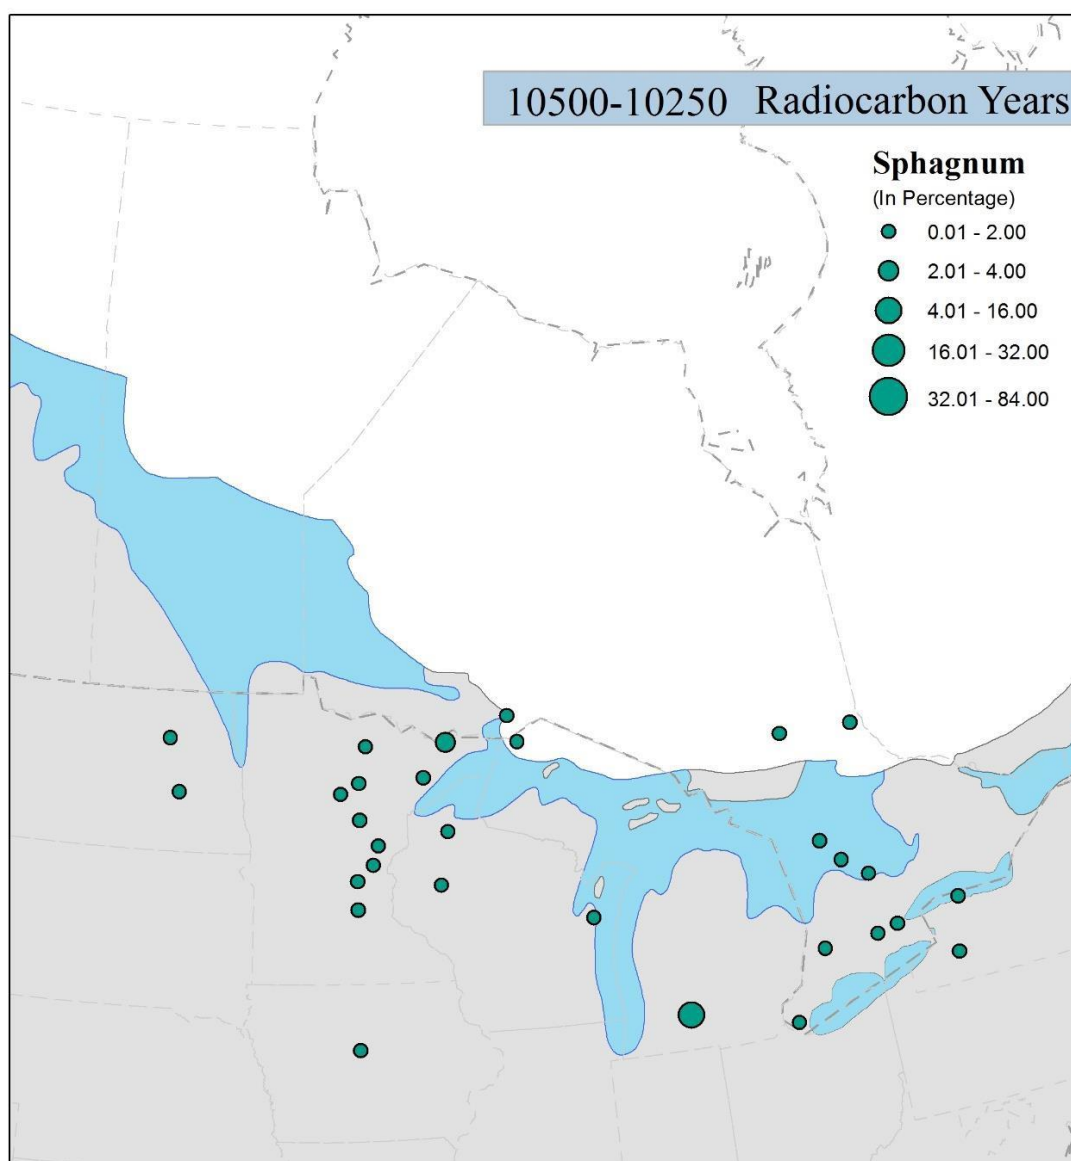 10500-10250 Radiocarbon Years
Sphagnum
(In Percentage)
0.01 - 2.00
2.01 - 4.00
4.01 - 16.00
16.01 - 32.00
32.01 - 84.00